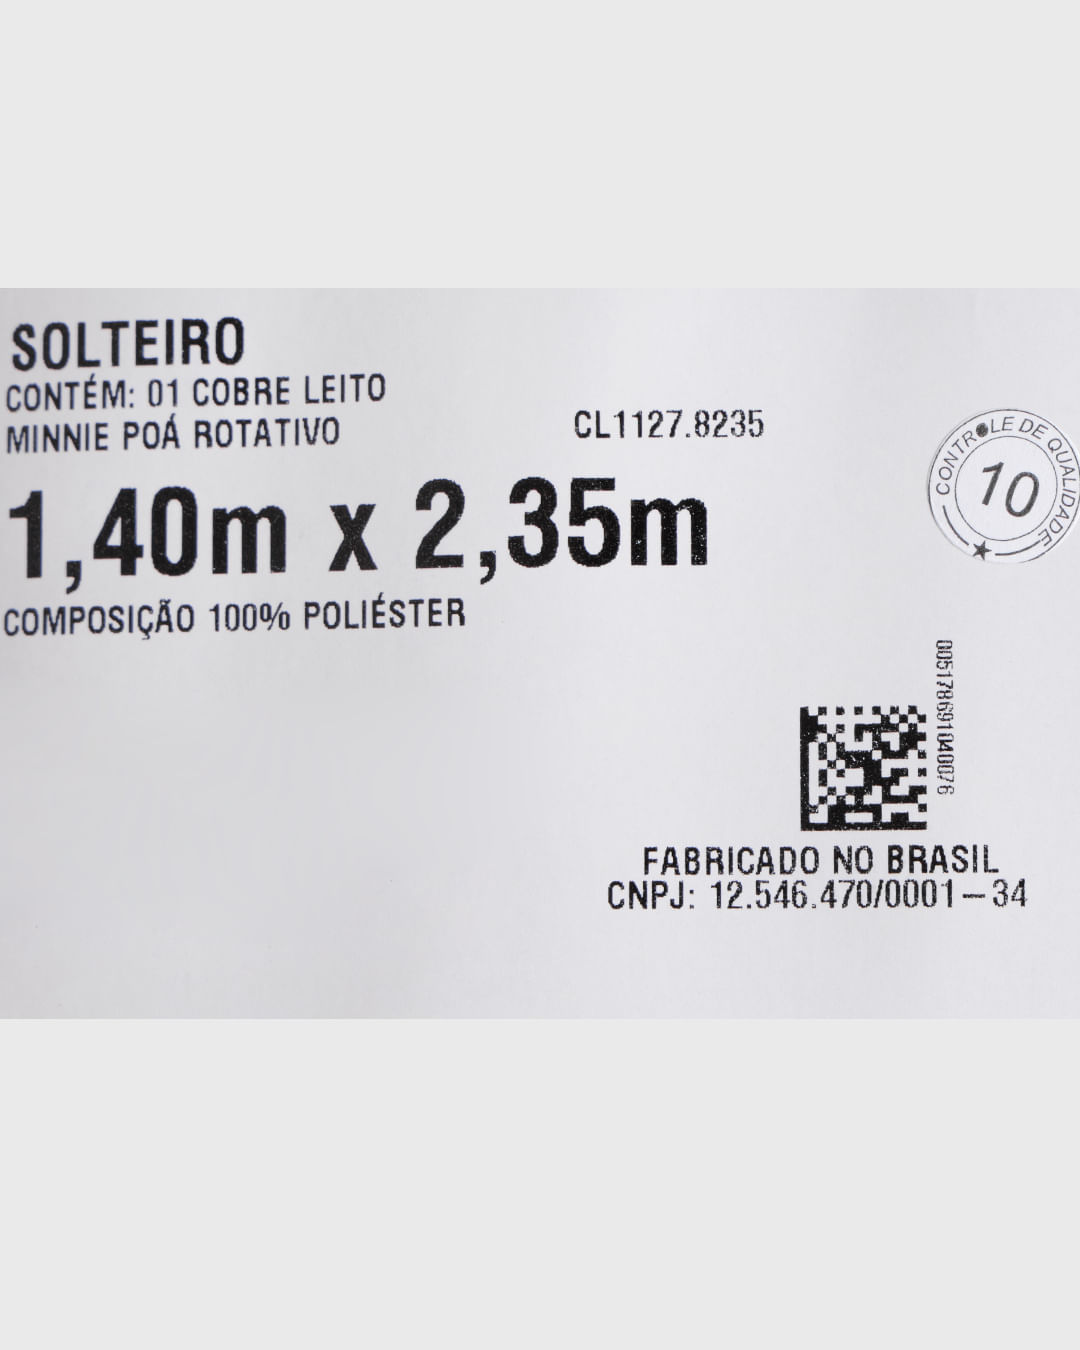 SOLTEIRO
CONTÉM: 01 COBRE LEITO
MINNIE POÁ ROTATIVO
CL1127.8235
1,40m x 2,35m
COMPOSIÇÃO 100% POLIÉSTER
CONTROLE DE QUALIDADE
10
005178691040076
FABRICADO NO BRASIL
CNPJ: 12.546.470/0001-34